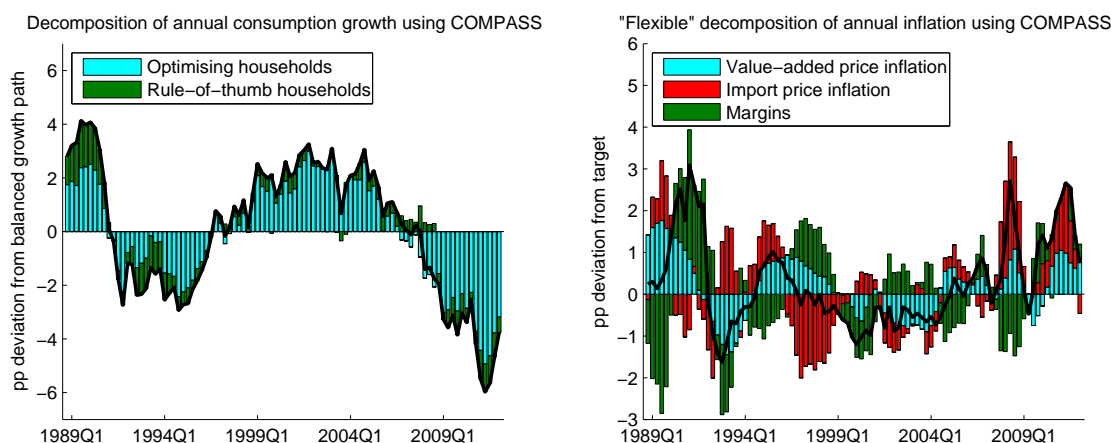 Decomposition of annual consumption growth using COMPASS
pp deviation from balanced growth path
6
4
2
0
−2
−4
−6
Optimising households
Rule−of−thumb households
1989Q1 1994Q1 1999Q1 2004Q1 2009Q1
"Flexible" decomposition of annual inflation using COMPASS
pp deviation from target
6
5
4
3
2
1
0
−1
−2
−3
Value−added price inflation
Import price inflation
Margins
1989Q1 1994Q1 1999Q1 2004Q1 2009Q1